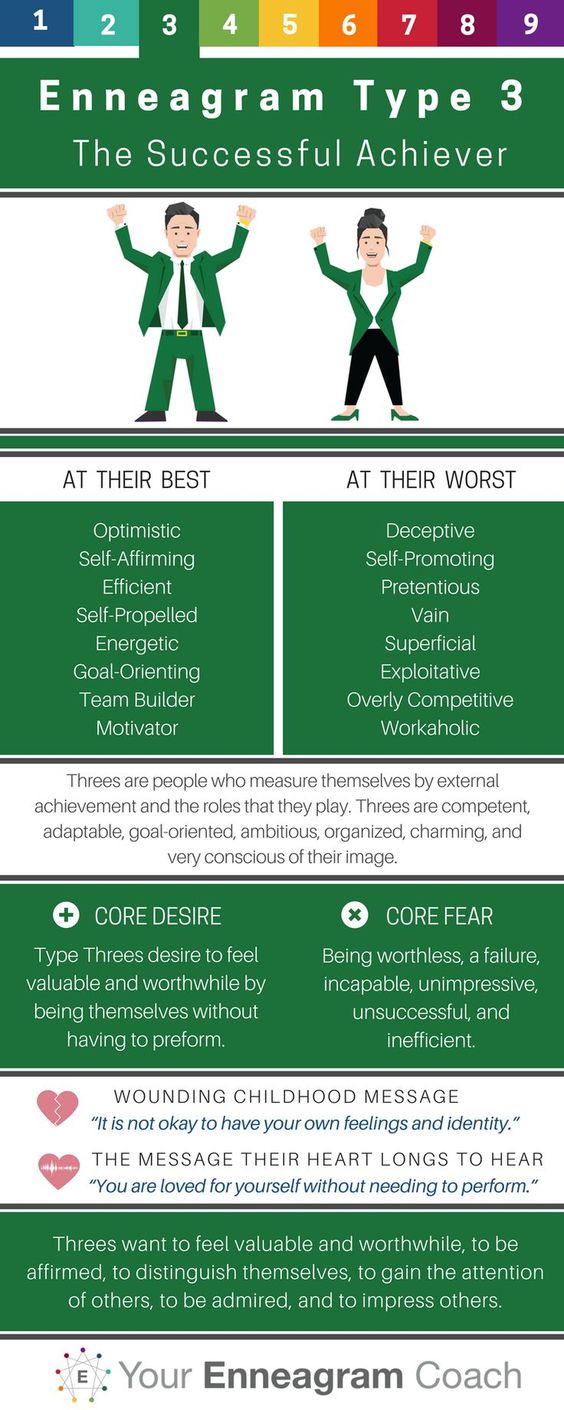 1 2 3 4 5 6 7 8 9
Enneagram Type 3
The Successful Achiever
AT THEIR BEST
Optimistic
Self-Affirming
Efficient
Self-Propelled
Energetic
Goal-Orienting
Team Builder
Motivator
AT THEIR WORST
Deceptive
Self-Promoting
Pretentious
Vain
Superficial
Exploitative
Overly Competitive
Workaholic
Threes are people who measure themselves by external
achievement and the roles that they play. Threes are competent,
adaptable, goal-oriented, ambitious, organized, charming, and
very conscious of their image.
CORE DESIRE
Type Threes desire to feel
valuable and worthwhile by
being themselves without
having to preform.
CORE FEAR
Being worthless, a failure,
incapable, unimpressive,
unsuccessful, and
inefficient.
WOUNDING CHILDHOOD MESSAGE
“It is not okay to have your own feelings and identity.”
THE MESSAGE THEIR HEART LONGS TO HEAR
“You are loved for yourself without needing to perform.”
Threes want to feel valuable and worthwhile, to be
affirmed, to distinguish themselves, to gain the attention
of others, to be admired, and to impress others.
E Your Enneagram Coach